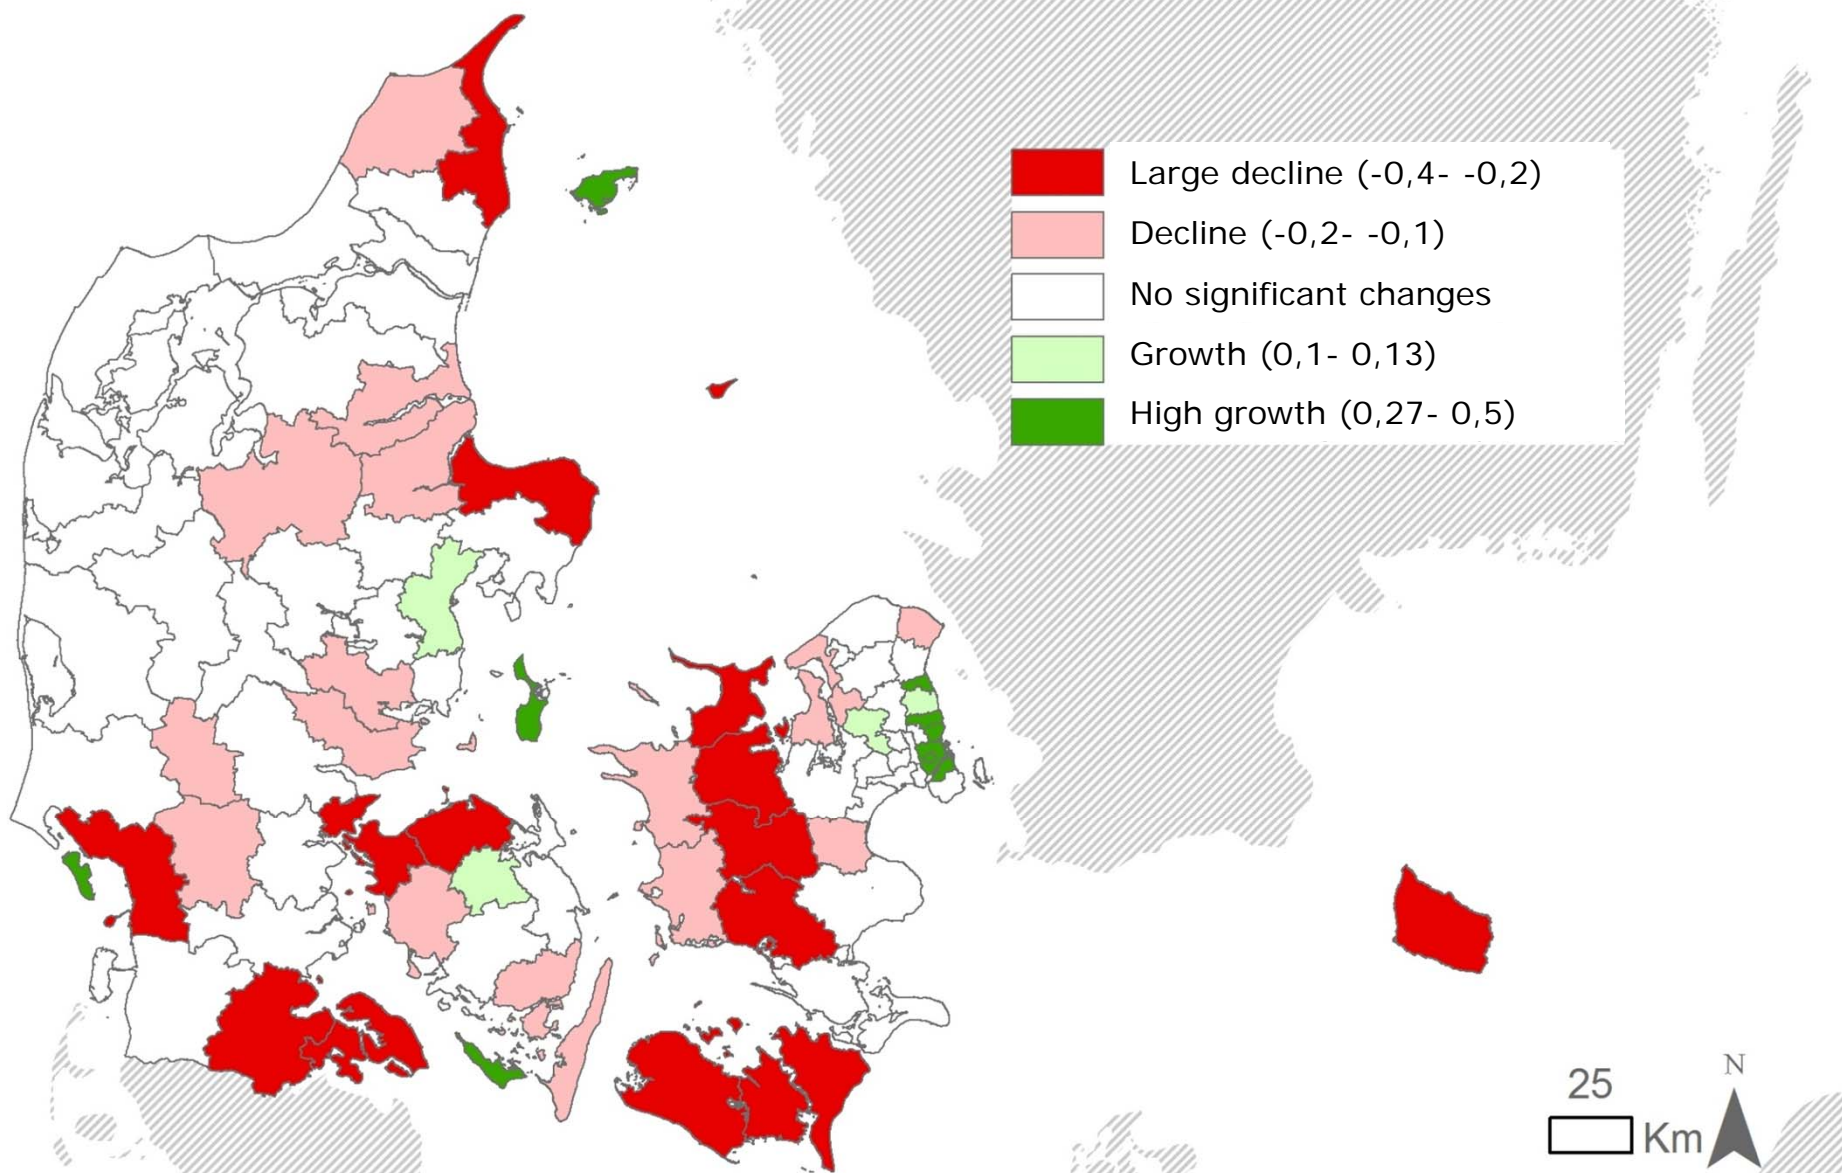 Large decline (-0,4- -0,2)
Decline (-0,2- -0,1)
No significant changes
Growth (0,1- 0,13)
High growth (0,27- 0,5)
N
25
Km